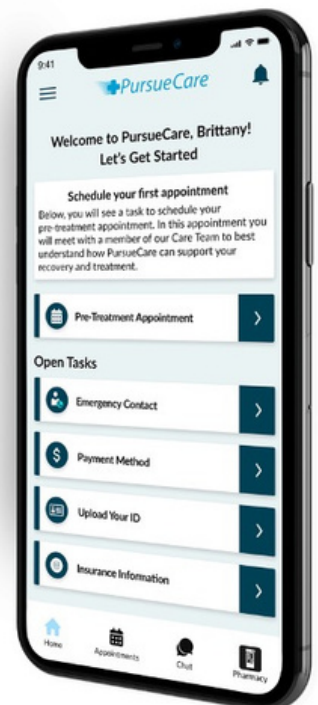 9:41
PursueCare
Welcome to PursueCare, Brittany!
Let's Get Started
Schedule your first appointment
Below, you will see a task to schedule your
pre-treatment appointment. In this appointment you
will meet with a member of our Care Team to best
understand how PursueCare can support your
recovery and treatment.
Pre-Treatment Appointment
Open Tasks
Emergency Contact
Payment Method
Upload Your ID
Insurance Information
Home
Appointments
Chat
Pharmacy